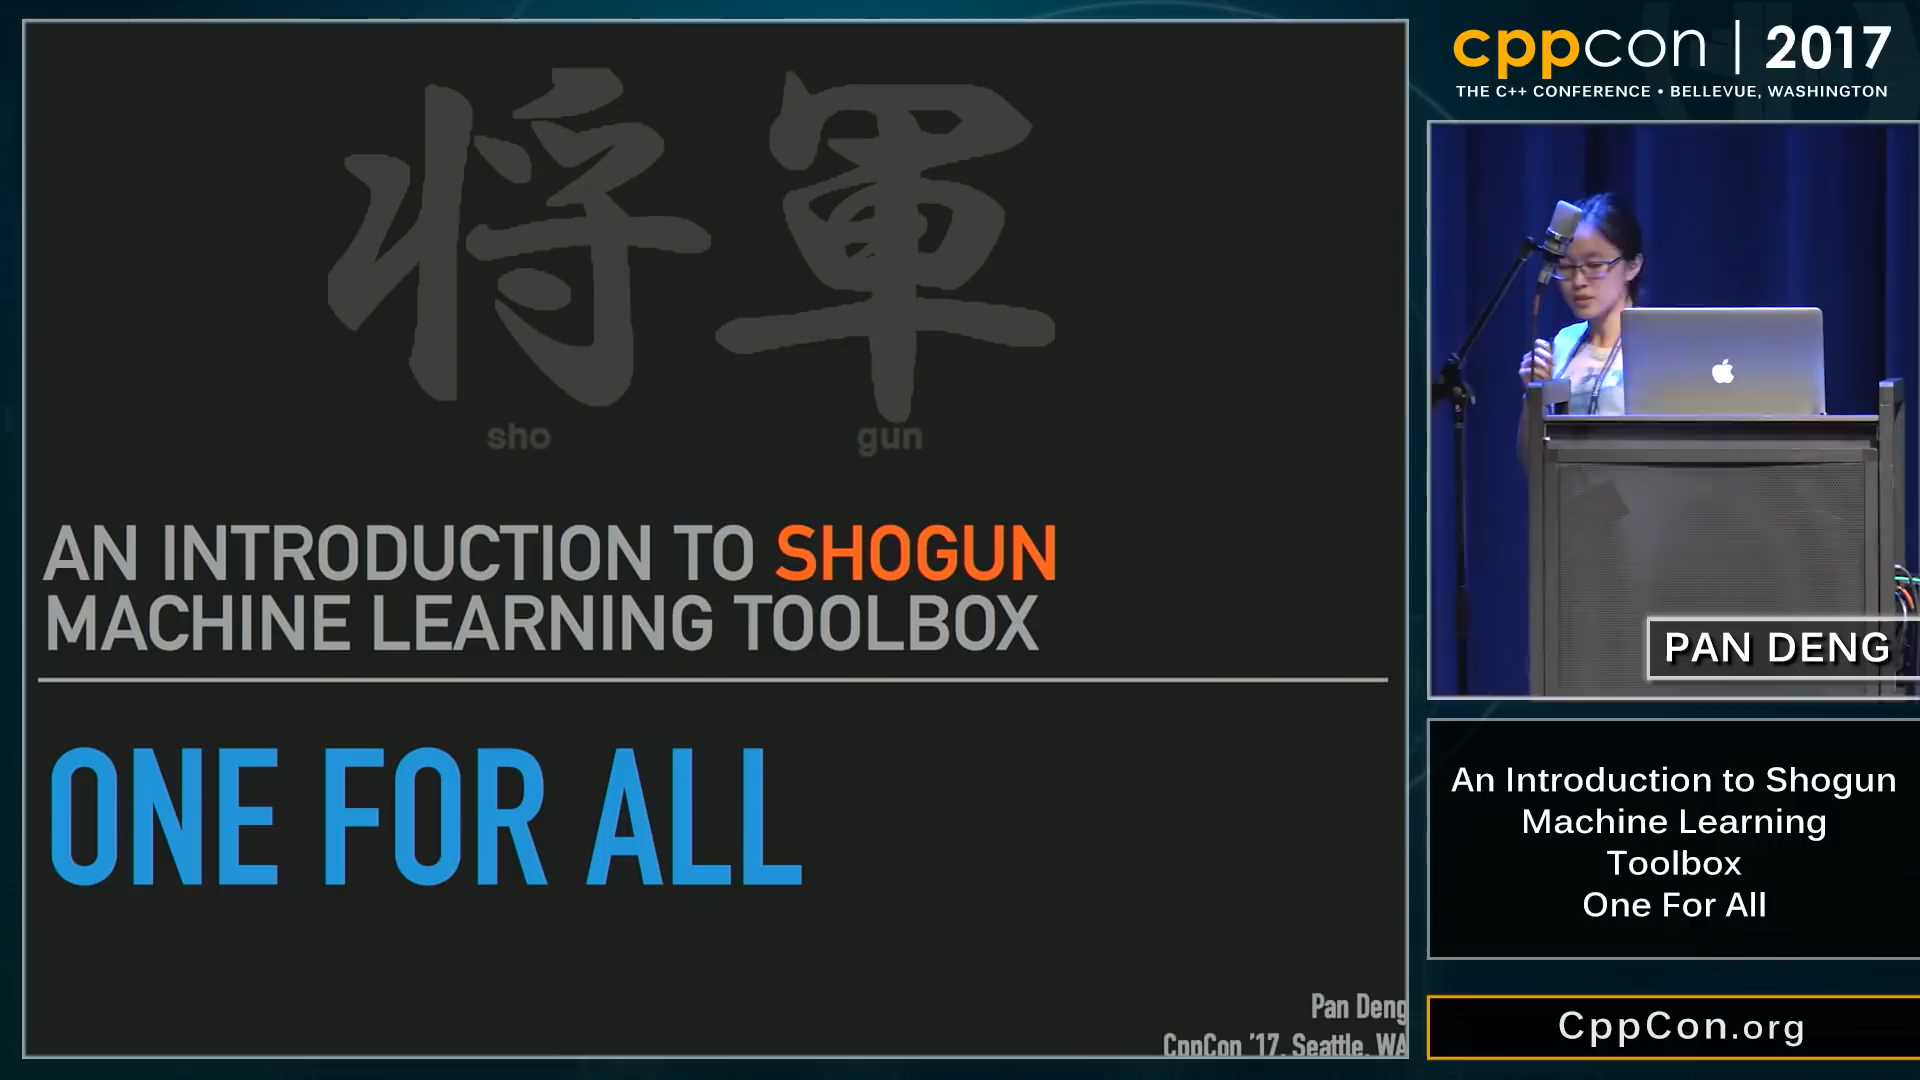 将軍
sho gun
AN INTRODUCTION TO SHOGUN
MACHINE LEARNING TOOLBOX
ONE FOR ALL
Pan Deng
CppCon '17, Seattle, WA
cppcon | 2017
THE C++ CONFERENCE • BELLEVUE, WASHINGTON
PAN DENG
An Introduction to Shogun
Machine Learning
Toolbox
One For All
CppCon.org